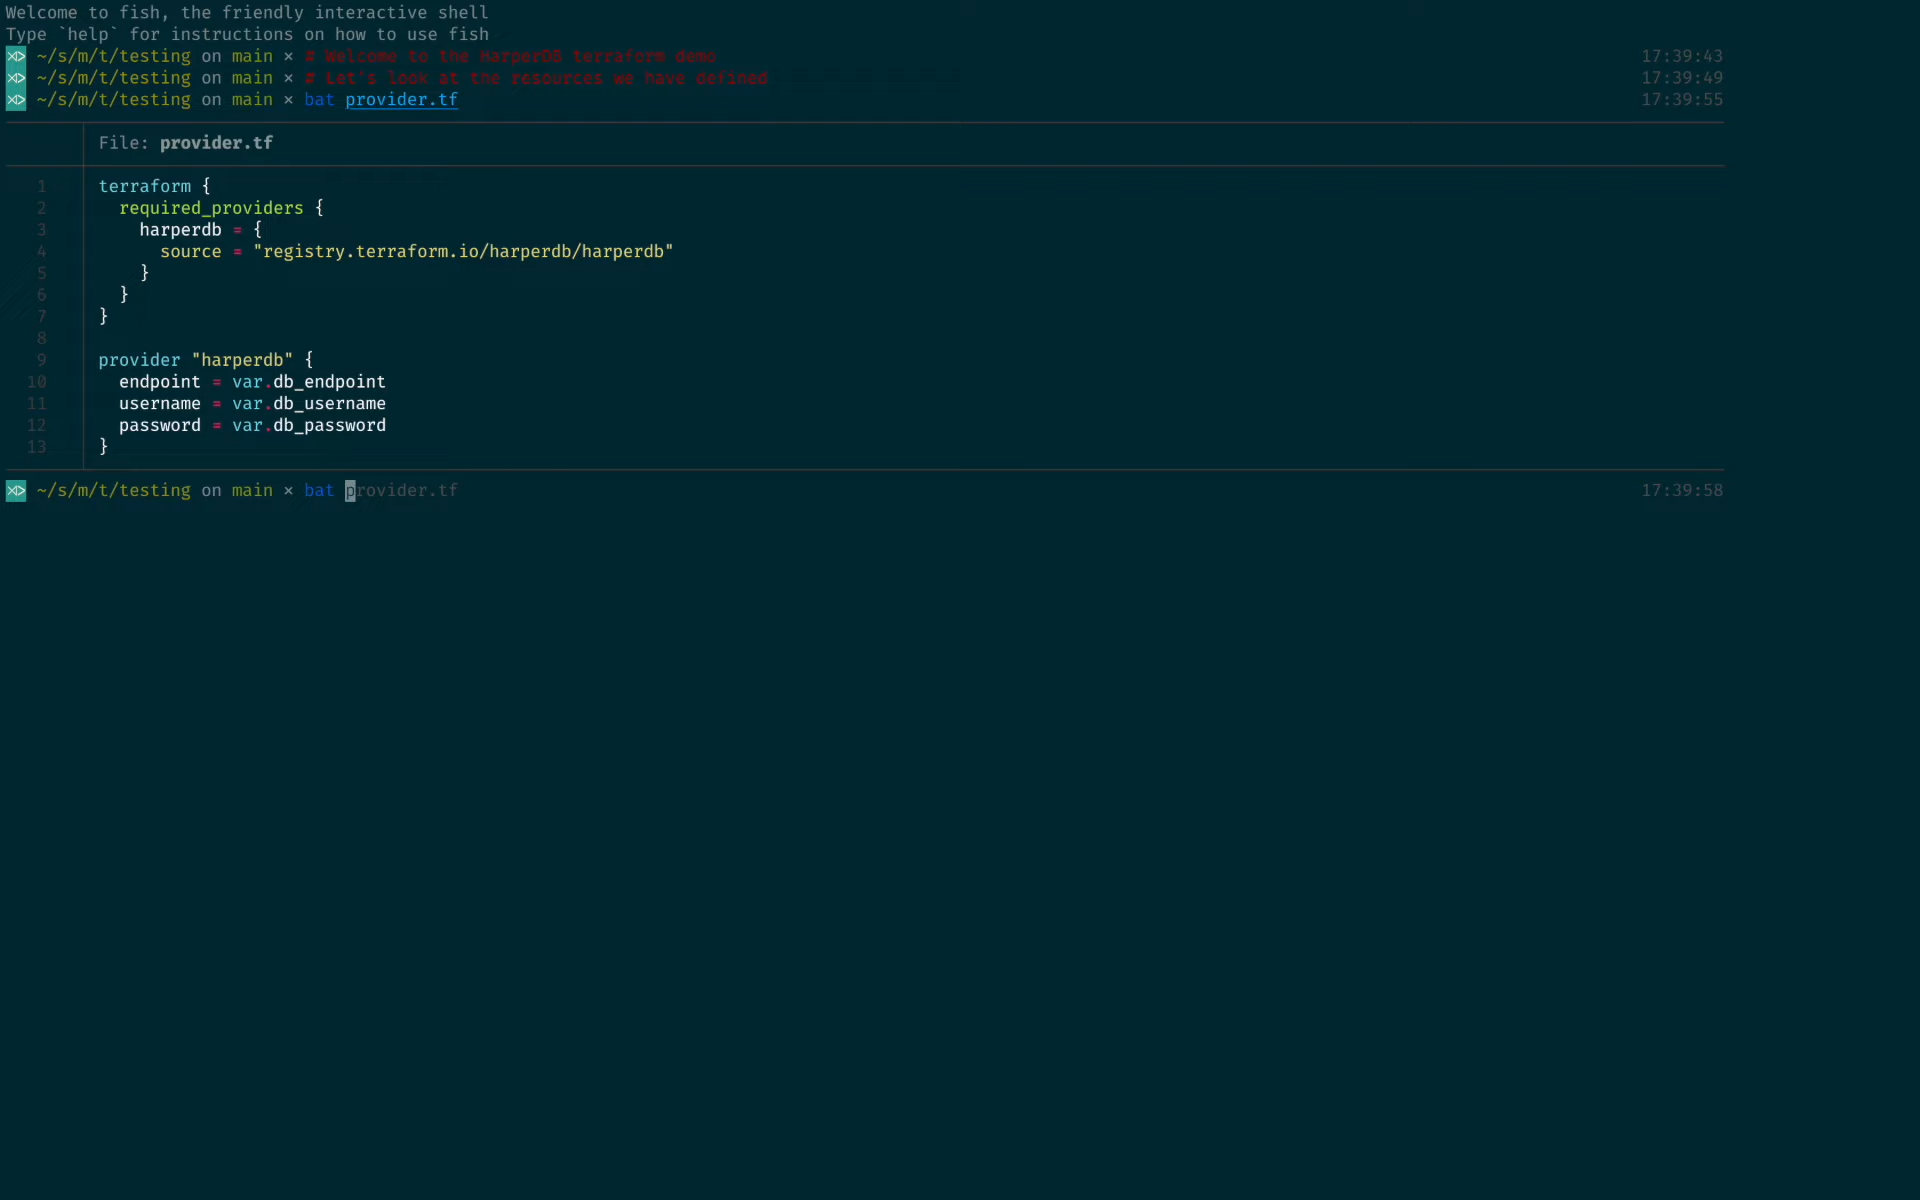 Welcome to fish, the friendly interactive shell
Type `help` for instructions on how to use fish
~/s/m/t/testing on main × # Welcome to the HarperDB terraform demo 17:39:43
~/s/m/t/testing on main × # Let's look at the resources we have defined 17:39:49
~/s/m/t/testing on main × bat provider.tf 17:39:55
File: provider.tf
1 terraform {
2 required_providers {
3 harperdb = {
4 source = "registry.terraform.io/harperdb/harperdb"
5 }
6 }
7 }
8
9 provider "harperdb" {
10 endpoint = var.db_endpoint
11 username = var.db_username
12 password = var.db_password
13 }
~/s/m/t/testing on main × bat provider.tf 17:39:58